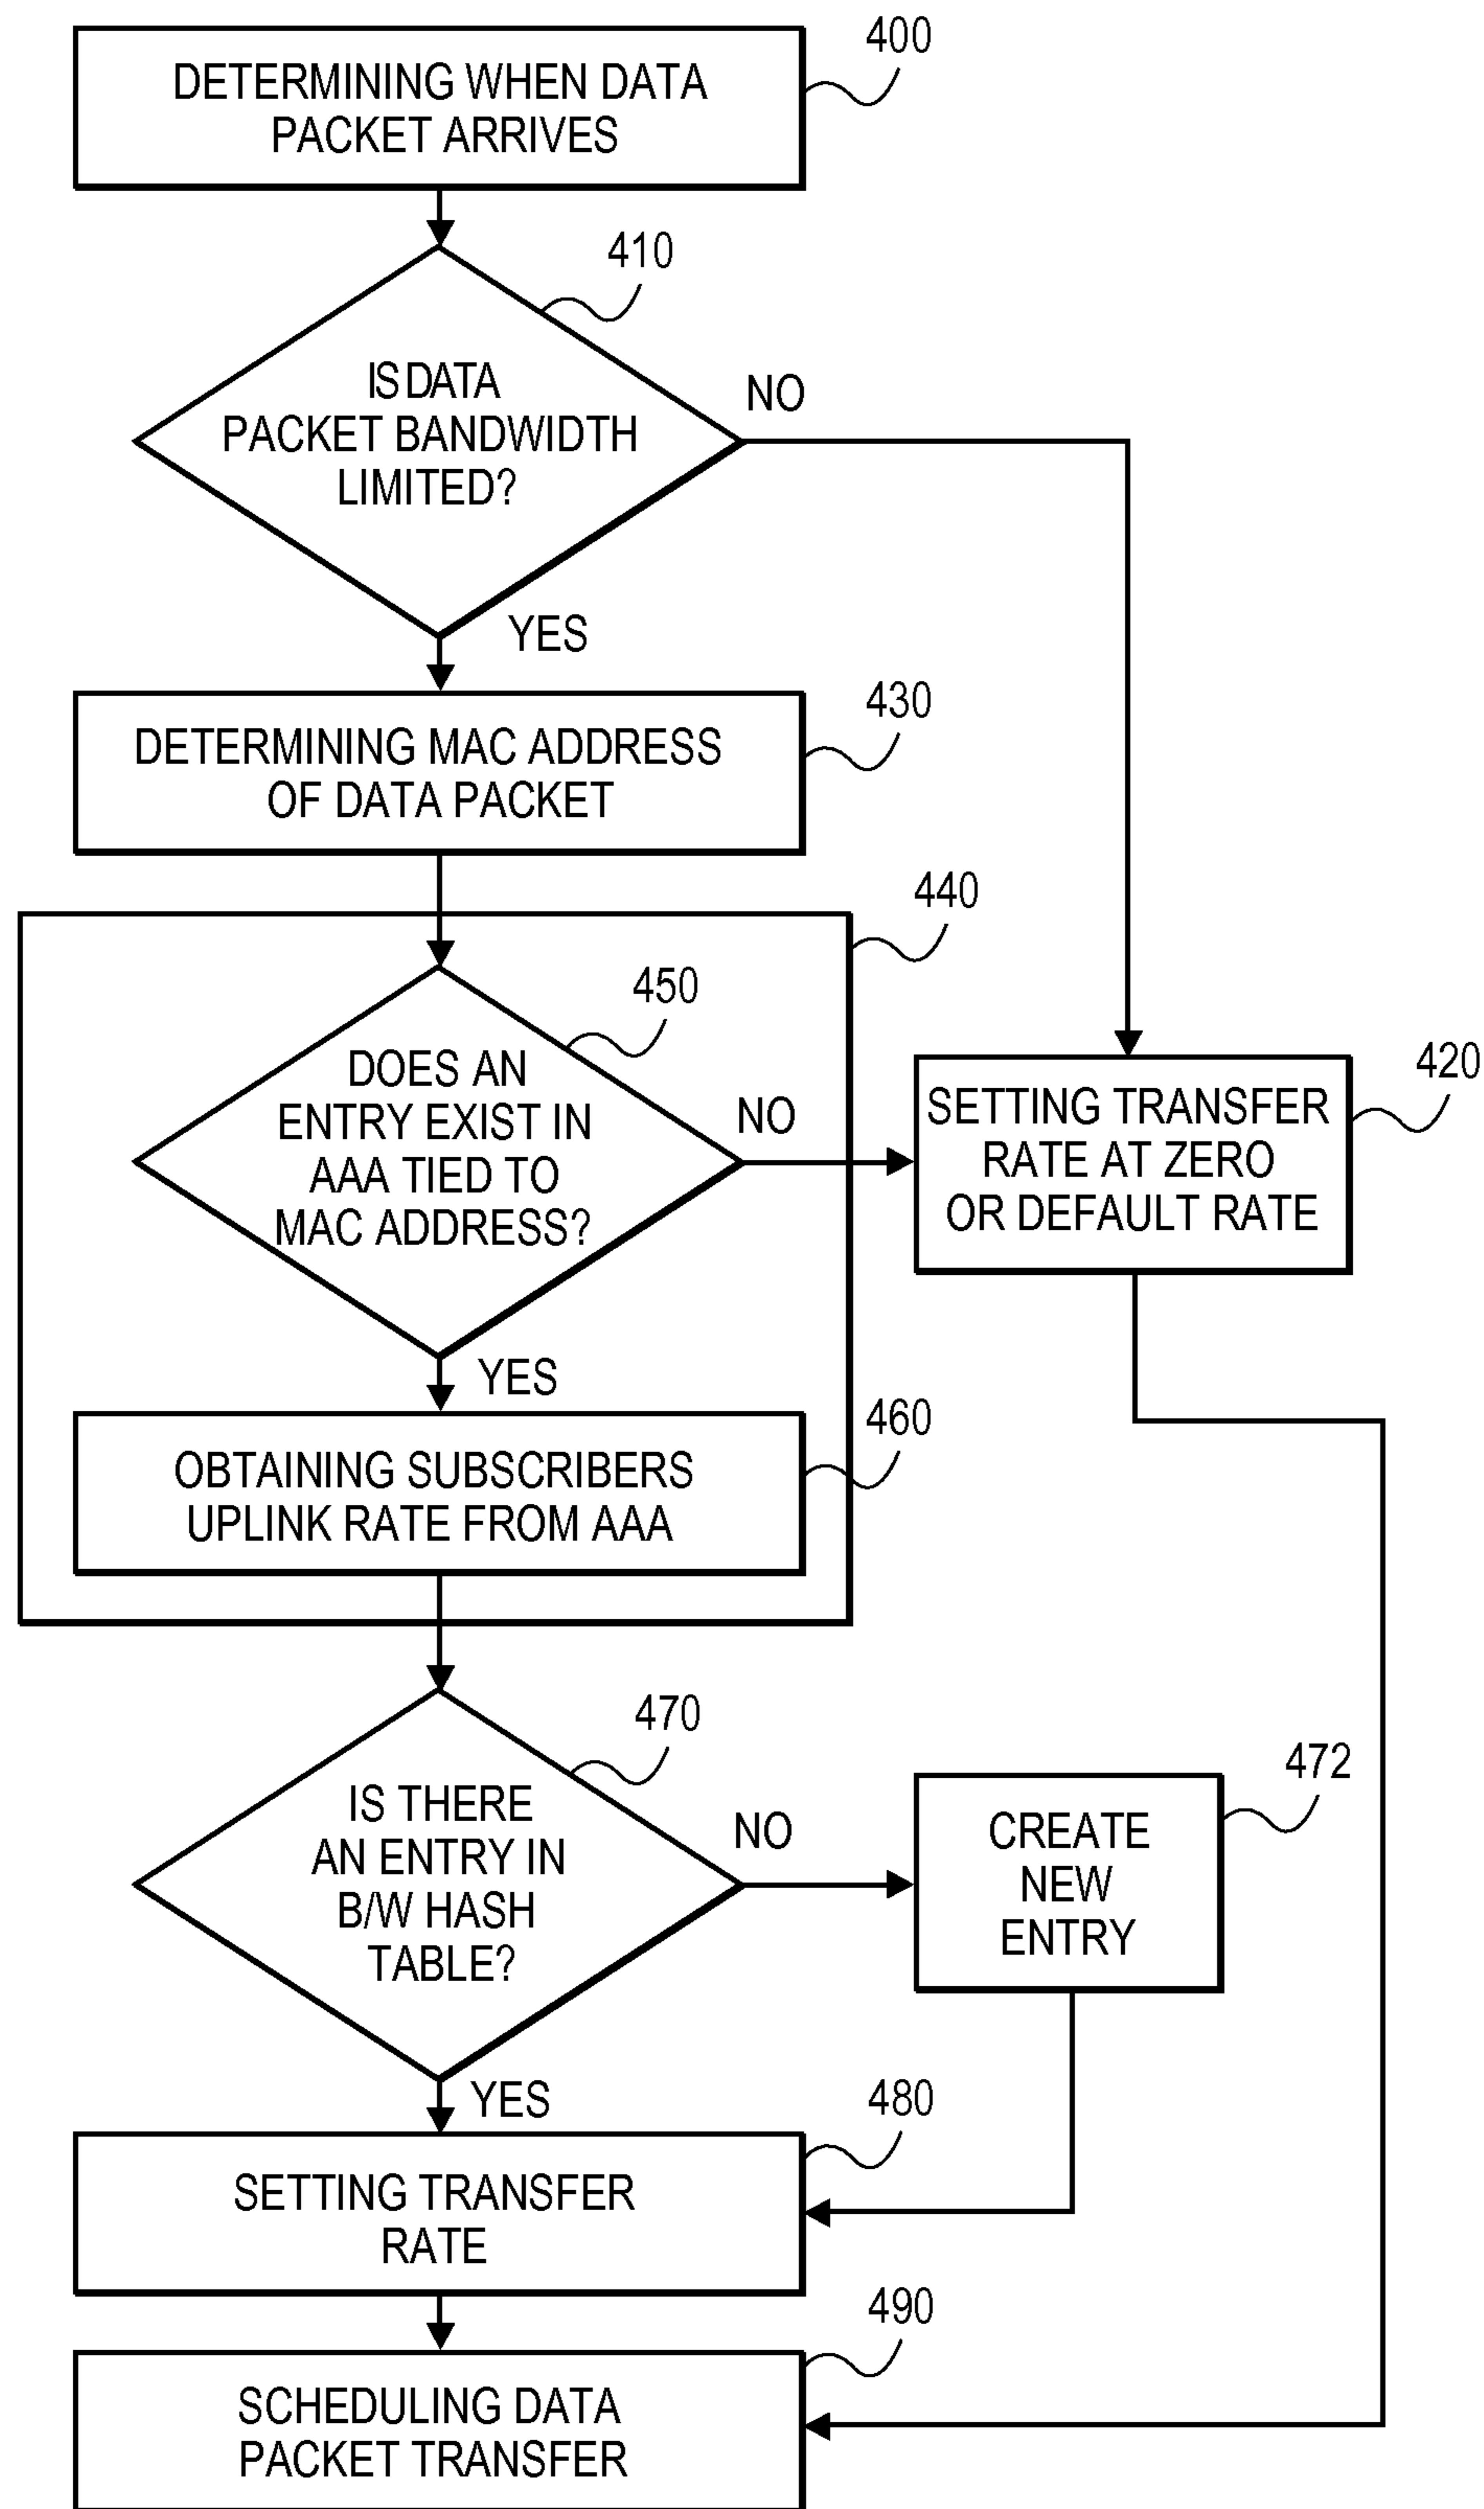 400
DETERMINING WHEN DATA
PACKET ARRIVES
410
IS DATA
PACKET BANDWIDTH
LIMITED?
NO
YES
430
DETERMINING MAC ADDRESS
OF DATA PACKET
440
450
DOES AN
ENTRY EXIST IN
AAA TIED TO
MAC ADDRESS?
NO
420
SETTING TRANSFER
RATE AT ZERO
OR DEFAULT RATE
YES
460
OBTAINING SUBSCRIBERS
UPLINK RATE FROM AAA
470
IS THERE
AN ENTRY IN
B/W HASH
TABLE?
NO
472
CREATE
NEW
ENTRY
YES
480
SETTING TRANSFER
RATE
490
SCHEDULING DATA
PACKET TRANSFER